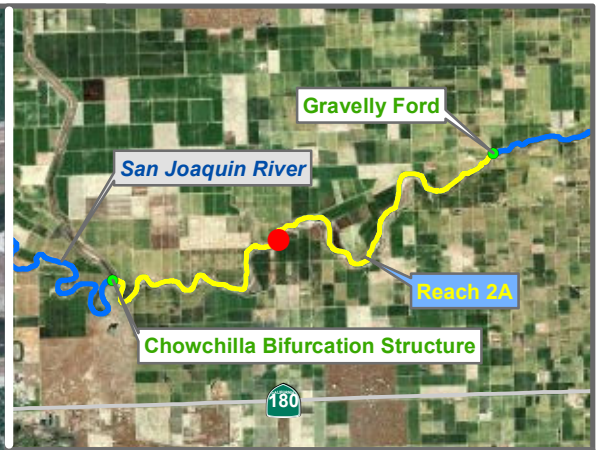 Gravelly Ford
San Joaquin River
Reach 2A
Chowchilla Bifurcation Structure
180